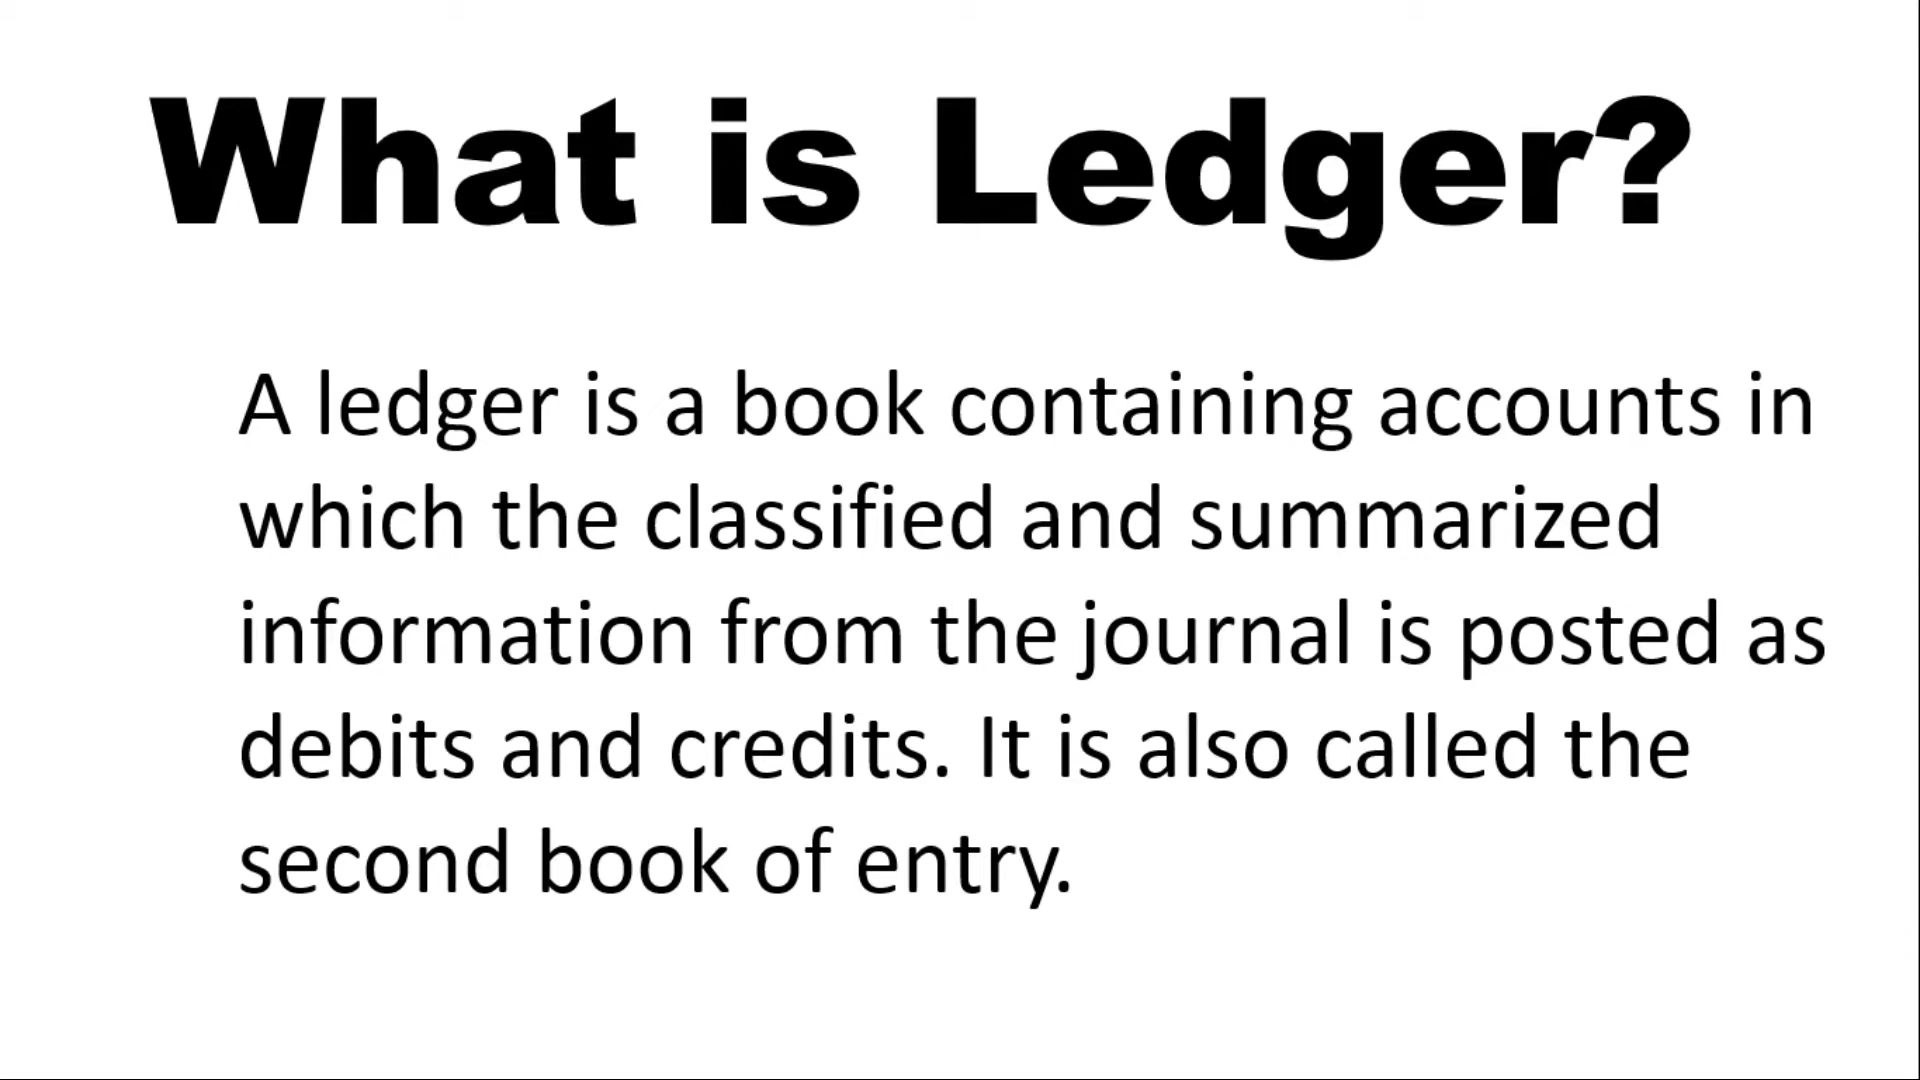 What is Ledger?
A ledger is a book containing accounts in
which the classified and summarized
information from the journal is posted as
debits and credits. It is also called the
second book of entry.